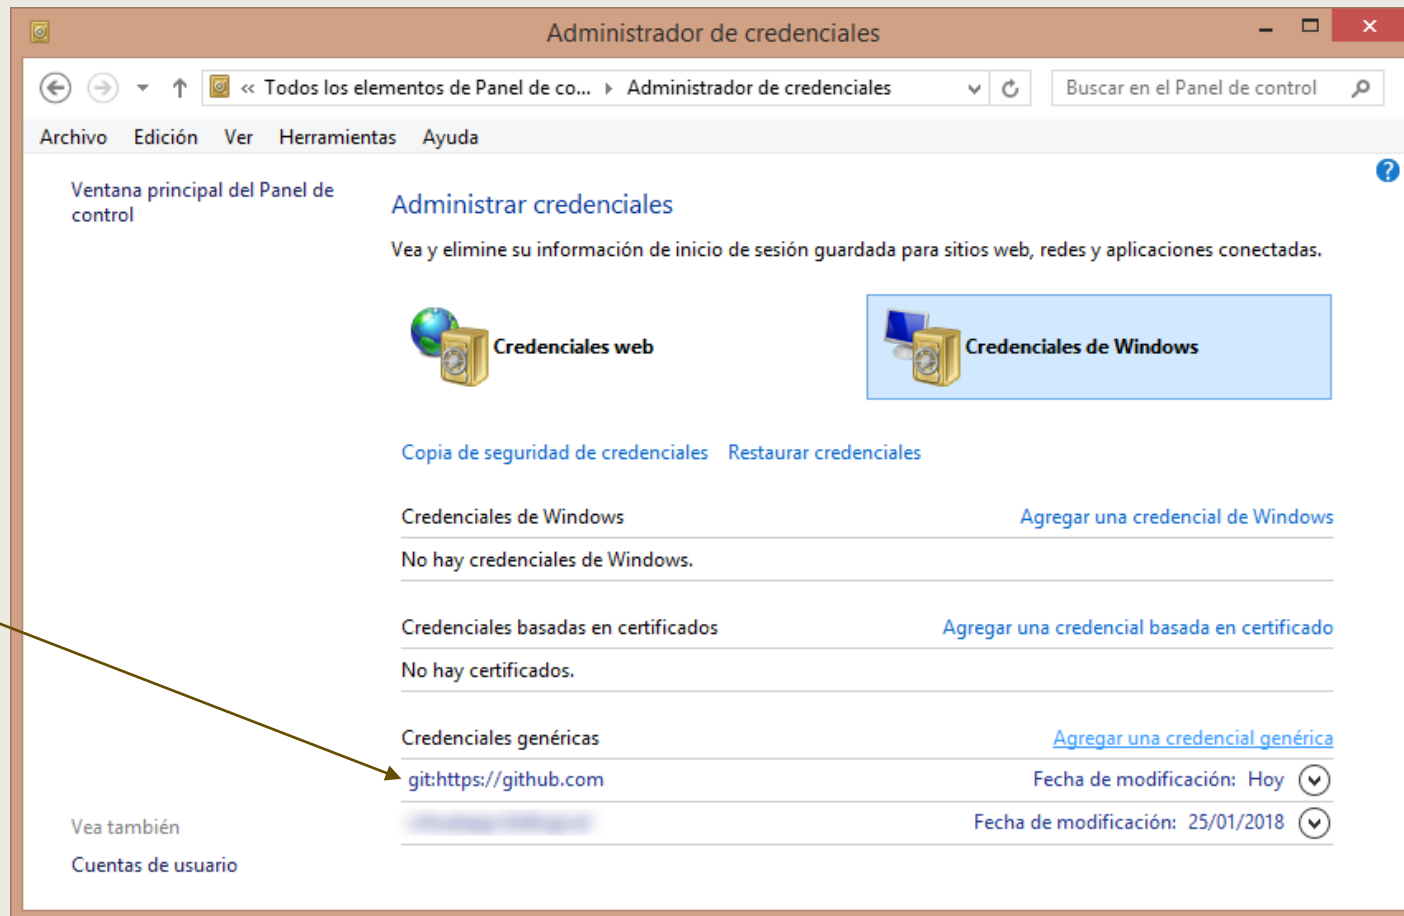 Administrador de credenciales
« Todos los elementos de Panel de co... Administrador de credenciales
Buscar en el Panel de control
Archivo Edición Ver Herramientas Ayuda
Ventana principal del Panel de
control
Administrar credenciales
Vea y elimine su información de inicio de sesión guardada para sitios web, redes y aplicaciones conectadas.
Credenciales web
Credenciales de Windows
Copia de seguridad de credenciales Restaurar credenciales
Credenciales de Windows Agregar una credencial de Windows
No hay credenciales de Windows.
Credenciales basadas en certificados Agregar una credencial basada en certificado
No hay certificados.
Credenciales genéricas Agregar una credencial genérica
git:https://github.com Fecha de modificación: Hoy
Fecha de modificación: 25/01/2018
Vea también
Cuentas de usuario